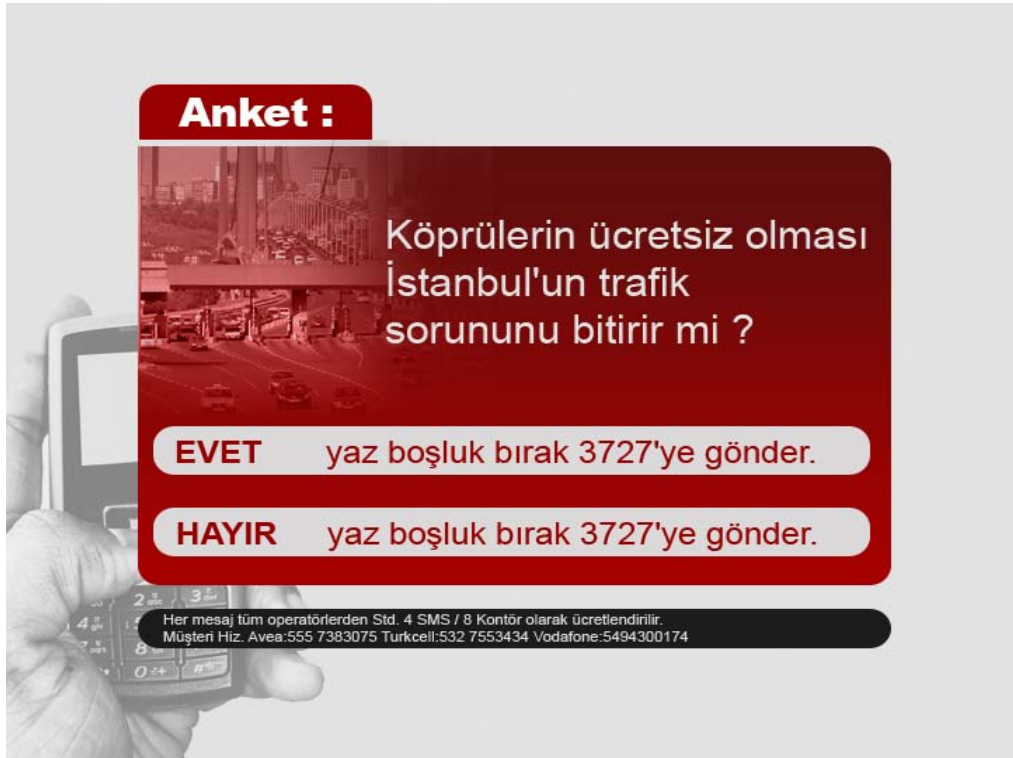 Anket :
Köprülerin ücretsiz olması
İstanbul'un trafik
sorununu bitirir mi ?
EVET yaz boşluk bırak 3727'ye gönder.
HAYIR yaz boşluk bırak 3727'ye gönder.
Her mesaj tüm operatörlerden Std. 4 SMS / 8 Kontör olarak ücretlendirilir.
Müşteri Hiz. Avea:555 7383075 Turkcell:532 7553434 Vodafone:5494300174